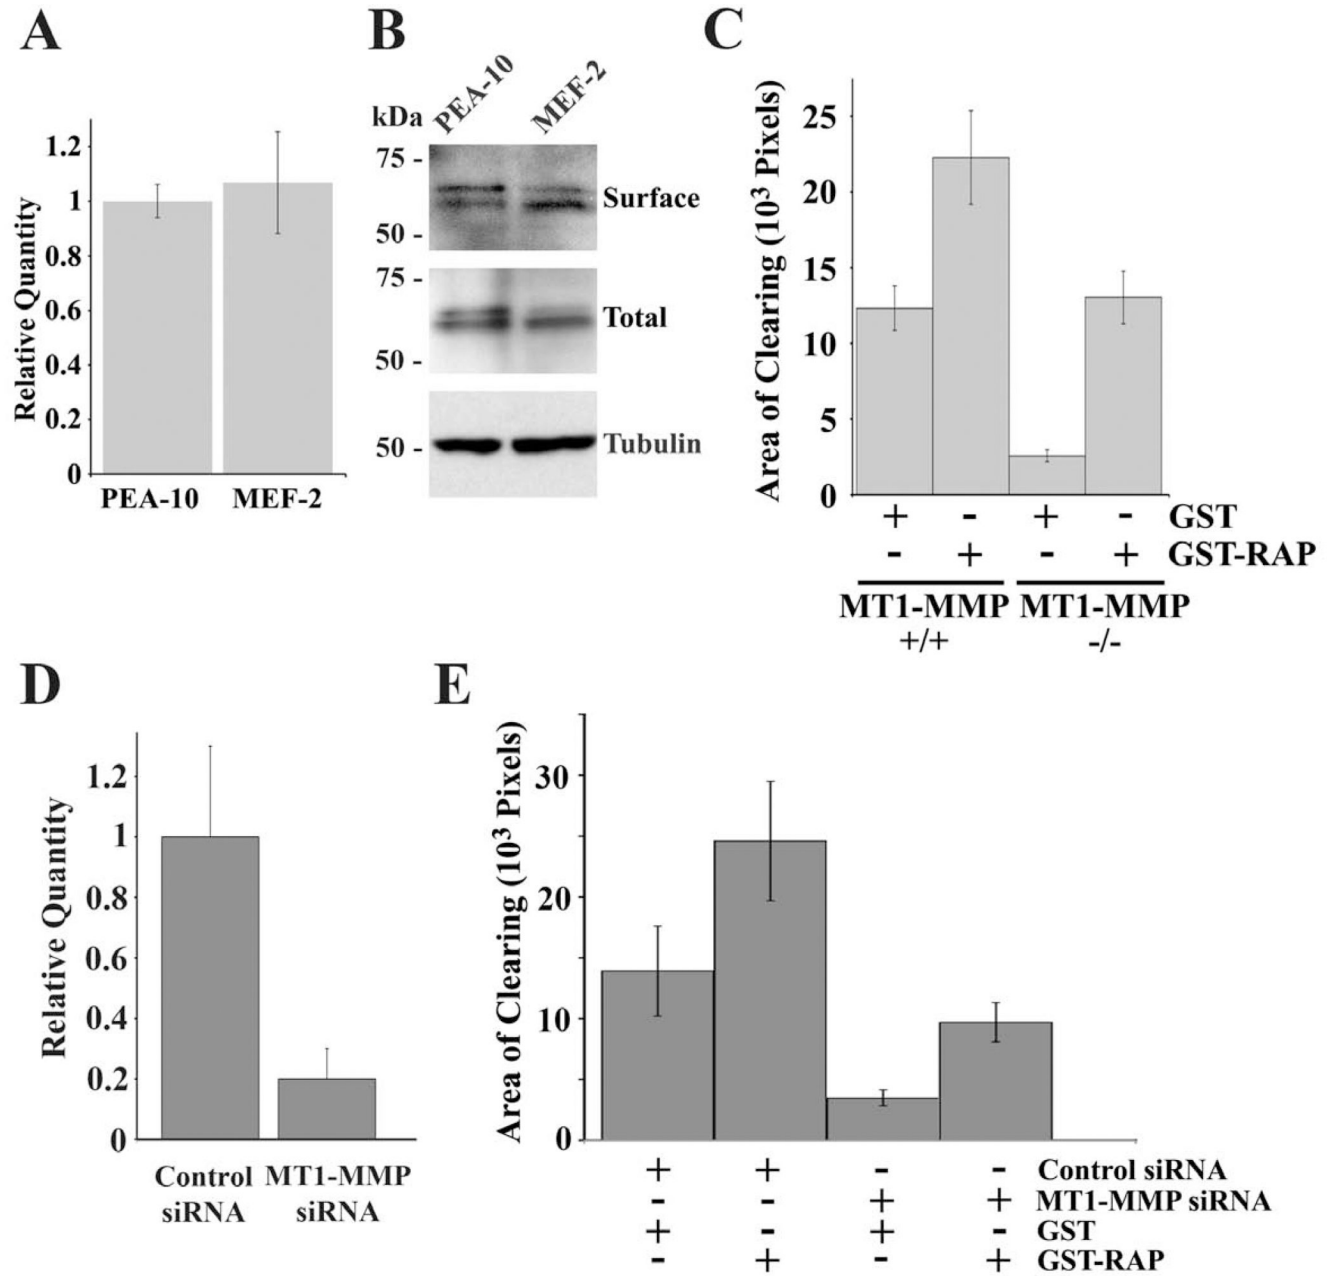 A
Relative Quantity
1.2
1
0.8
0.6
0.4
0.2
0
PEA-10 MEF-2
B
kDa PEA-10 MEF-2
75 -
Surface
50 -
75 -
Total
50 -
50 - Tubulin
C
Area of Clearing (10³ Pixels)
25
20
15
10
5
0
+ - + - GST
- + - + GST-RAP
MT1-MMP MT1-MMP
+/+ -/-
D
Relative Quantity
1.2
1
0.8
0.6
0.4
0.2
0
Control MT1-MMP
siRNA siRNA
E
Area of Clearing (10³ Pixels)
30
20
10
0
+ + - - Control siRNA
- - + + MT1-MMP siRNA
+ - + - GST
- + - + GST-RAP